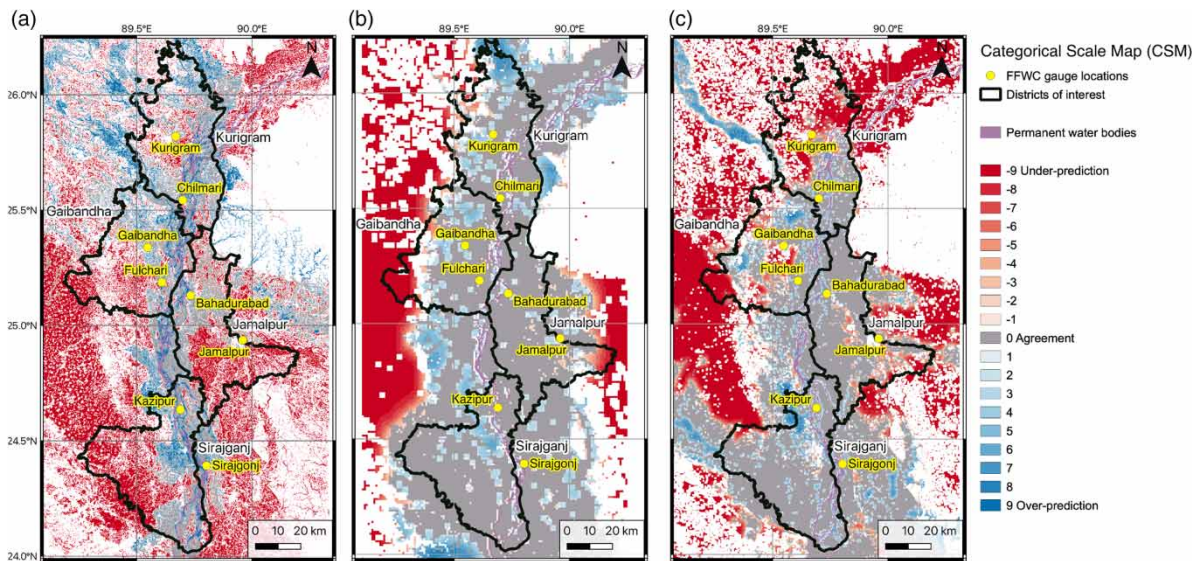 (a)
(b)
(c)
89.5°E
90.0°E
89.5°E
90.0°E
89.5°E
90.0°E
26.0°N
25.5°N
25.0°N
24.5°N
24.0°N
N
Kurigram
Kurigram
Chilmari
Gaibandha
Gaibandha
Fulchari
Bahadurabad
Jamalpur
Jamalpur
Kazipur
Sirajganj
Sirajgonj
0 10 20 km
N
Kurigram
Kurigram
Chilmari
Gaibandha
Gaibandha
Fulchari
Bahadurabad
Jamalpur
Jamalpur
Kazipur
Sirajganj
Sirajgonj
0 10 20 km
N
Kurigram
Kurigram
Chilmari
Gaibandha
Gaibandha
Fulchari
Bahadurabad
Jamalpur
Jamalpur
Kazipur
Sirajganj
Sirajgonj
0 10 20 km
Categorical Scale Map (CSM)
FFWC gauge locations
Districts of interest
Permanent water bodies
-9 Under-prediction
-8
-7
-6
-5
-4
-3
-2
-1
0 Agreement
1
2
3
4
5
6
7
8
9 Over-prediction